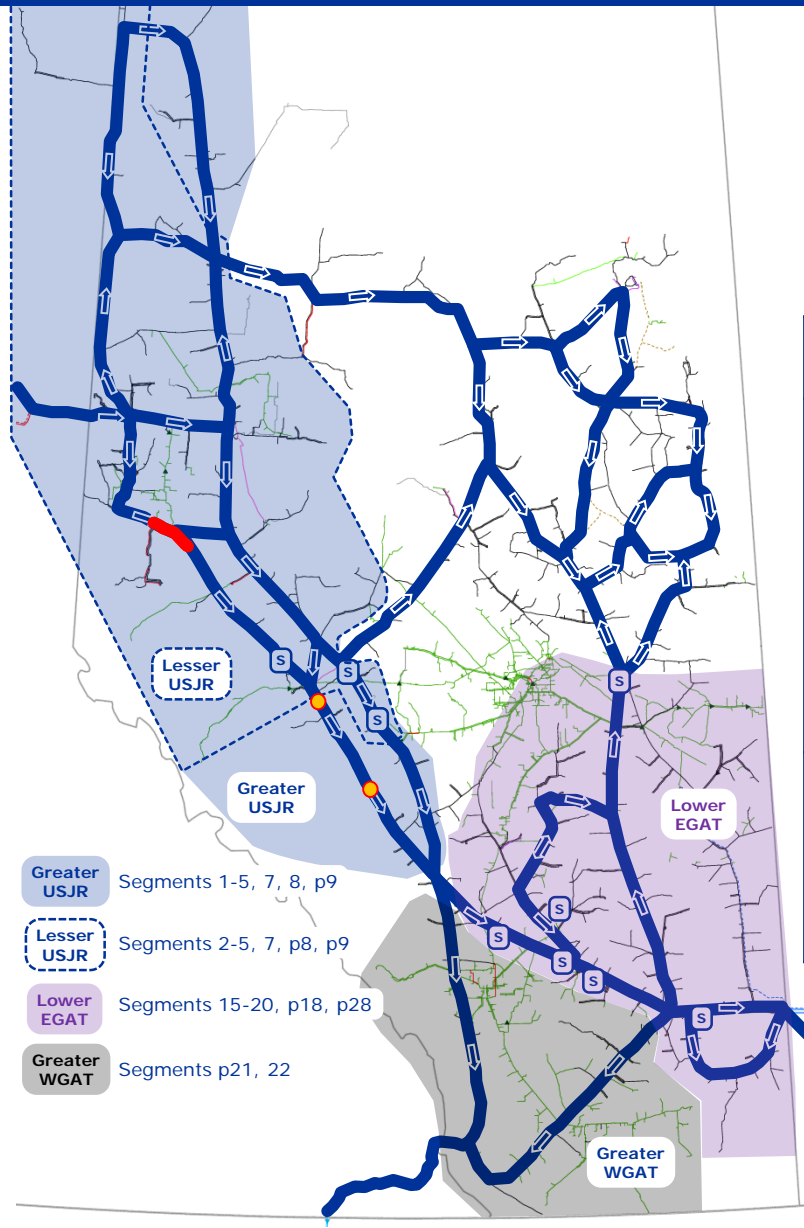 Lesser
USJR
S
S
S
S
Greater
USJR
Lower
EGAT
Greater
USJR
Segments 1-5, 7, 8, p9
S
Lesser
USJR
Segments 2-5, 7, p8, p9
S
S
S
Lower
EGAT
Segments 15-20, p18, p28
S
Greater
WGAT
Segments p21, 22
Greater
WGAT